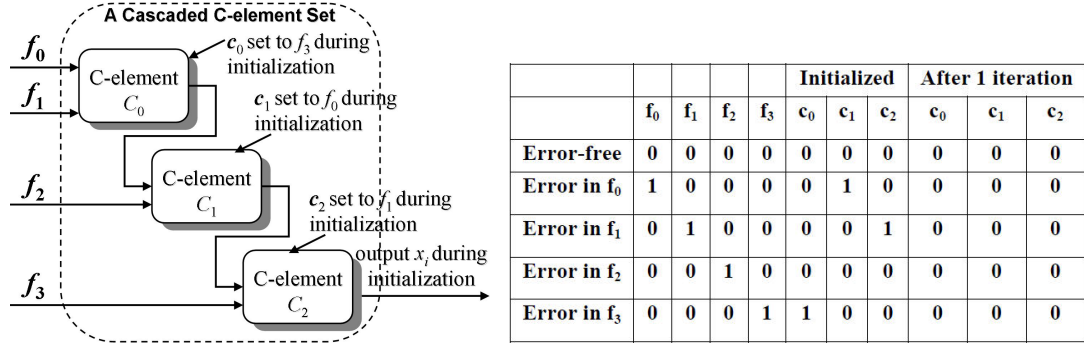 A Cascaded C-element Set
f0
f1
f2
f3
C-element
C0
c0 set to f3 during
initialization
C-element
C1
c1 set to f0 during
initialization
C-element
C2
c2 set to f1 during
initialization
output xi during
initialization
Initialized After 1 iteration
f0 f1 f2 f3 c0 c1 c2 c0 c1 c2
Error-free 0 0 0 0 0 0 0 0 0 0
Error in f0 1 0 0 0 0 1 0 0 0 0
Error in f1 0 1 0 0 0 0 1 0 0 0
Error in f2 0 0 1 0 0 0 0 0 0 0
Error in f3 0 0 0 1 1 0 0 0 0 0